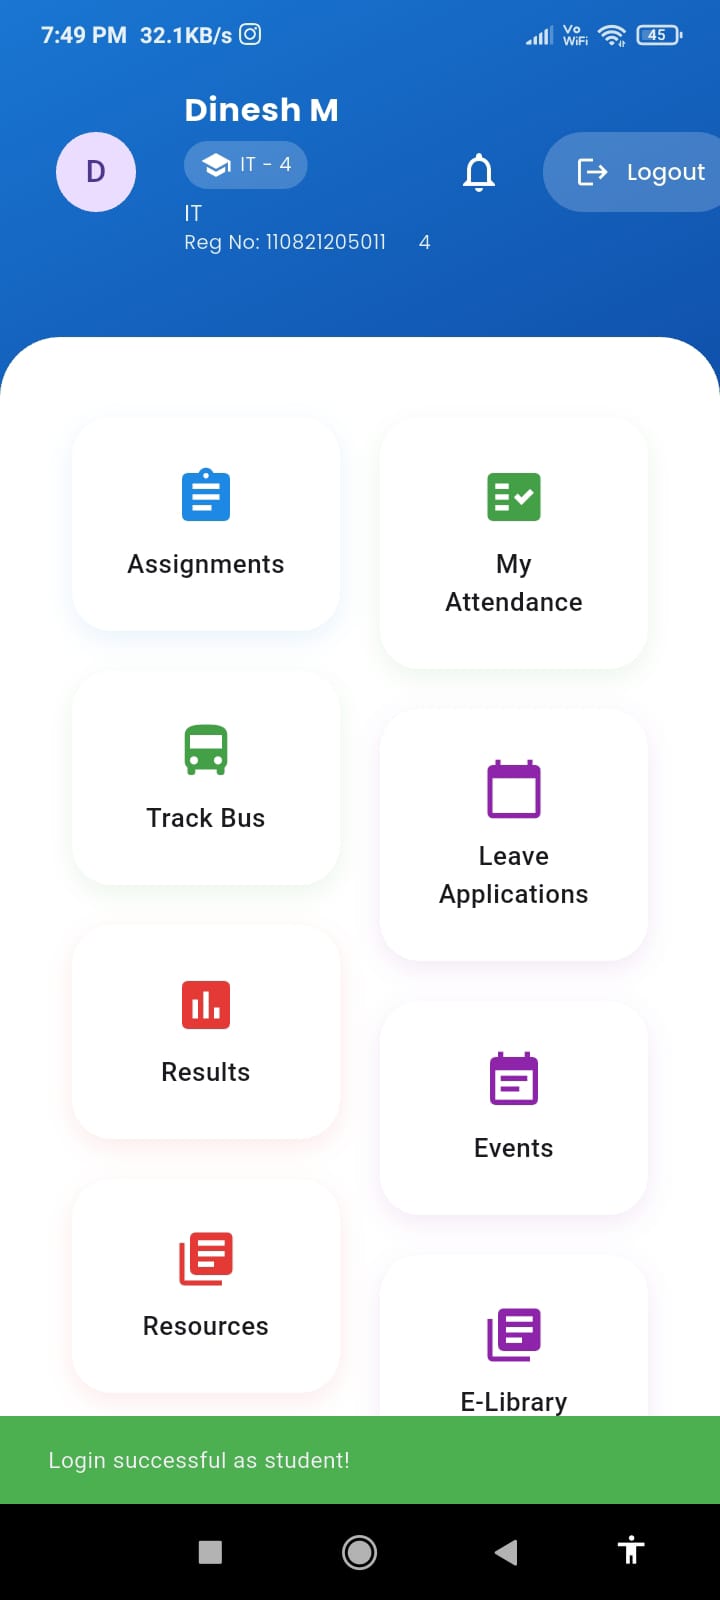 7:49 PM 32.1KB/s
Vo WiFi
45
Dinesh M
D
IT - 4
Logout
IT
Reg No: 110821205011 4
Assignments
My
Attendance
Track Bus
Leave
Applications
Results
Events
Resources
E-Library
Login successful as student!